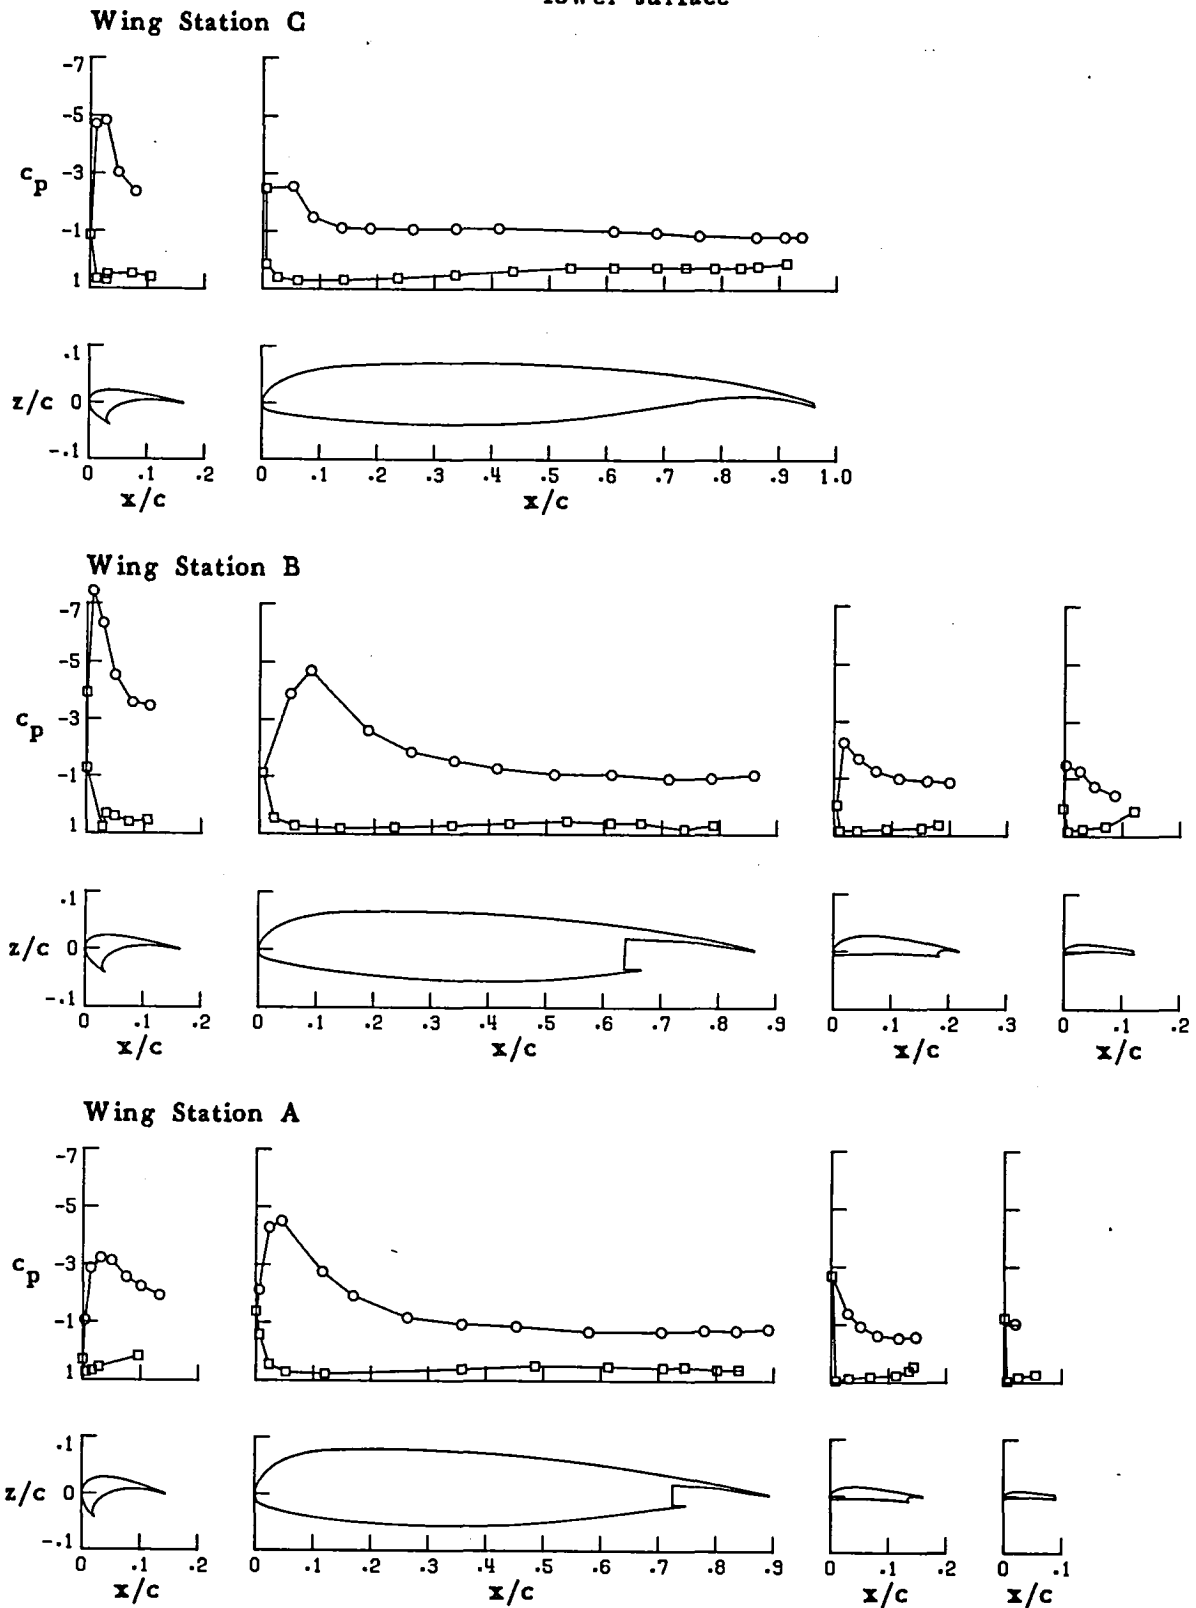 lower surface
Wing Station C
-7
-5
-3
-1
1
c_p
.1
0
-.1
z/c
0 .1 .2
x/c
0 .1 .2 .3 .4 .5 .6 .7 .8 .9 1.0
x/c
Wing Station B
-7
-5
-3
-1
1
c_p
.1
0
-.1
z/c
0 .1 .2
x/c
0 .1 .2 .3 .4 .5 .6 .7 .8 .9
x/c
0 .1 .2 .3
x/c
0 .1 .2
x/c
Wing Station A
-7
-5
-3
-1
1
c_p
.1
0
-.1
z/c
0 .1 .2
x/c
0 .1 .2 .3 .4 .5 .6 .7 .8 .9
x/c
0 .1 .2
x/c
0 .1
x/c